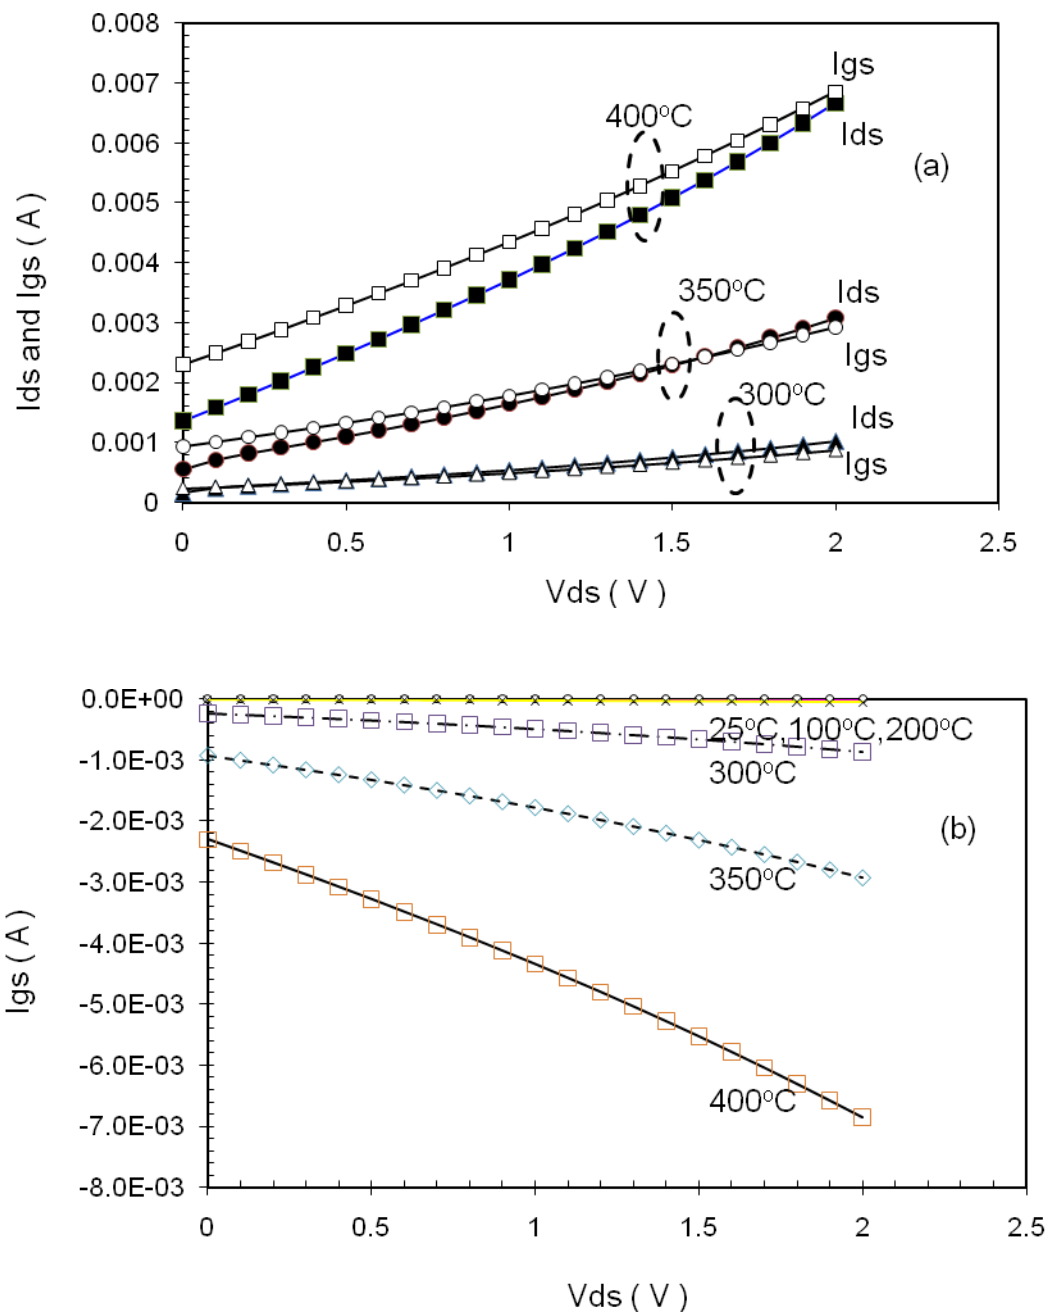 0.008
0.007
0.006
0.005
0.004
0.003
0.002
0.001
0
Ids and Igs ( A )
Igs
400°C
Ids
(a)
350°C
Ids
Igs
300°C
Ids
Igs
0 0.5 1 1.5 2 2.5
Vds ( V )
0.0E+00
-1.0E-03
-2.0E-03
-3.0E-03
-4.0E-03
-5.0E-03
-6.0E-03
-7.0E-03
-8.0E-03
Igs ( A )
25°C,100°C,200°C
300°C
(b)
350°C
400°C
0 0.5 1 1.5 2 2.5
Vds ( V )